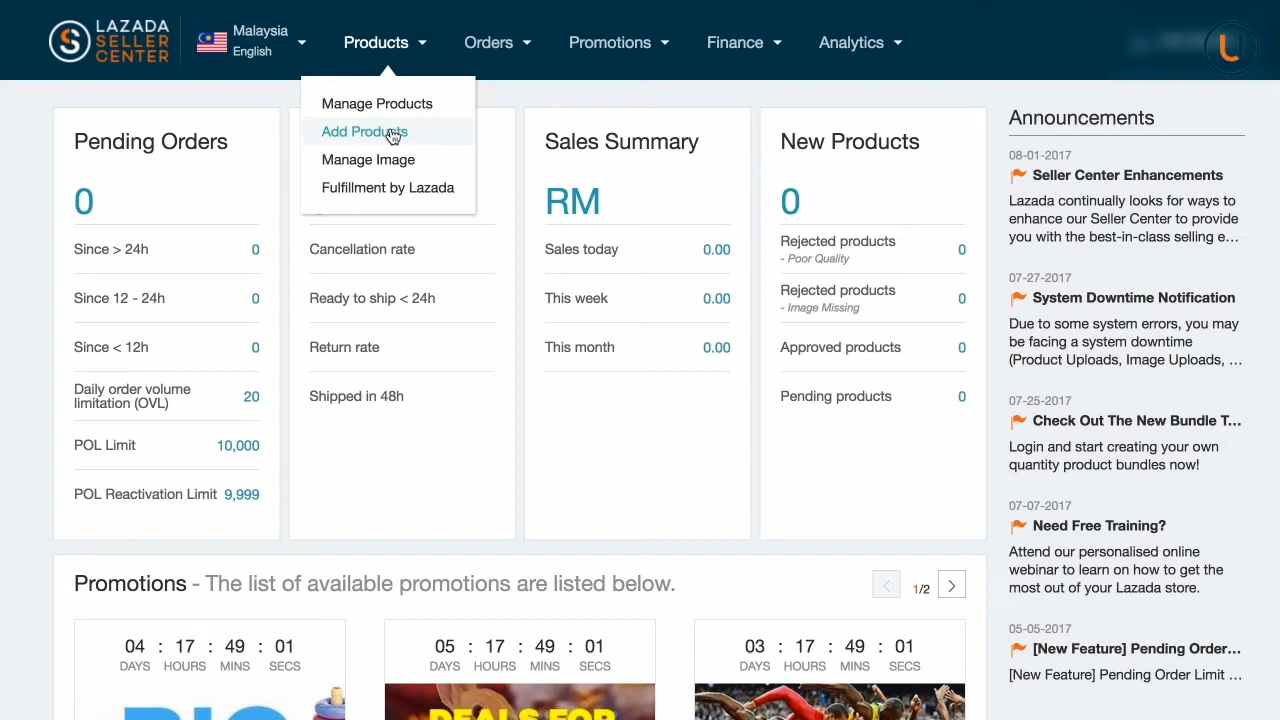 LAZADA
SELLER
CENTER
Malaysia
English
Products
Orders
Promotions
Finance
Analytics
Manage Products
Add Products
Manage Image
Fulfillment by Lazada
Pending Orders
0
Since > 24h 0
Since 12 - 24h 0
Since < 12h 0
Daily order volume
limitation (OVL) 20
POL Limit 10,000
POL Reactivation Limit 9,999
Cancellation rate
Ready to ship < 24h
Return rate
Shipped in 48h
Sales Summary
RM
Sales today 0.00
This week 0.00
This month 0.00
New Products
0
Rejected products
- Poor Quality 0
Rejected products
- Image Missing 0
Approved products 0
Pending products 0
Announcements
08-01-2017
Seller Center Enhancements
Lazada continually looks for ways to
enhance our Seller Center to provide
you with the best-in-class selling e...
07-27-2017
System Downtime Notification
Due to some system errors, you may
be facing a system downtime
(Product Uploads, Image Uploads, ...
07-25-2017
Check Out The New Bundle T...
Login and start creating your own
quantity product bundles now!
07-07-2017
Need Free Training?
Attend our personalised online
webinar to learn on how to get the
most out of your Lazada store.
05-05-2017
[New Feature] Pending Order...
[New Feature] Pending Order Limit ...
Promotions - The list of available promotions are listed below.
1/2
04 : 17 : 49 : 01
DAYS HOURS MINS SECS
05 : 17 : 49 : 01
DAYS HOURS MINS SECS
03 : 17 : 49 : 01
DAYS HOURS MINS SECS
BIG
DEALS FOR